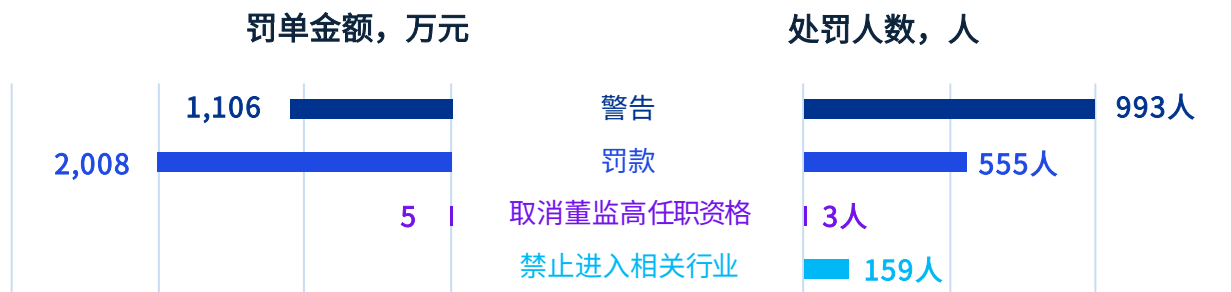 罚单金额，万元 处罚人数，人
1,106 警告 993人
2,008 罚款 555人
5 取消董监高任职资格 3人
禁止进入相关行业 159人